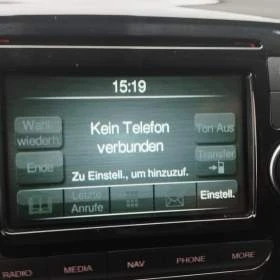 15:19
Wahl-
wiederh
Kein Telefon
verbunden
Ton Aus
Transfer
Ende
Zu Einstell., um hinzuzuf.
Letzte
Anrufe
Einstell.
RADIO MEDIA NAV PHONE MORE